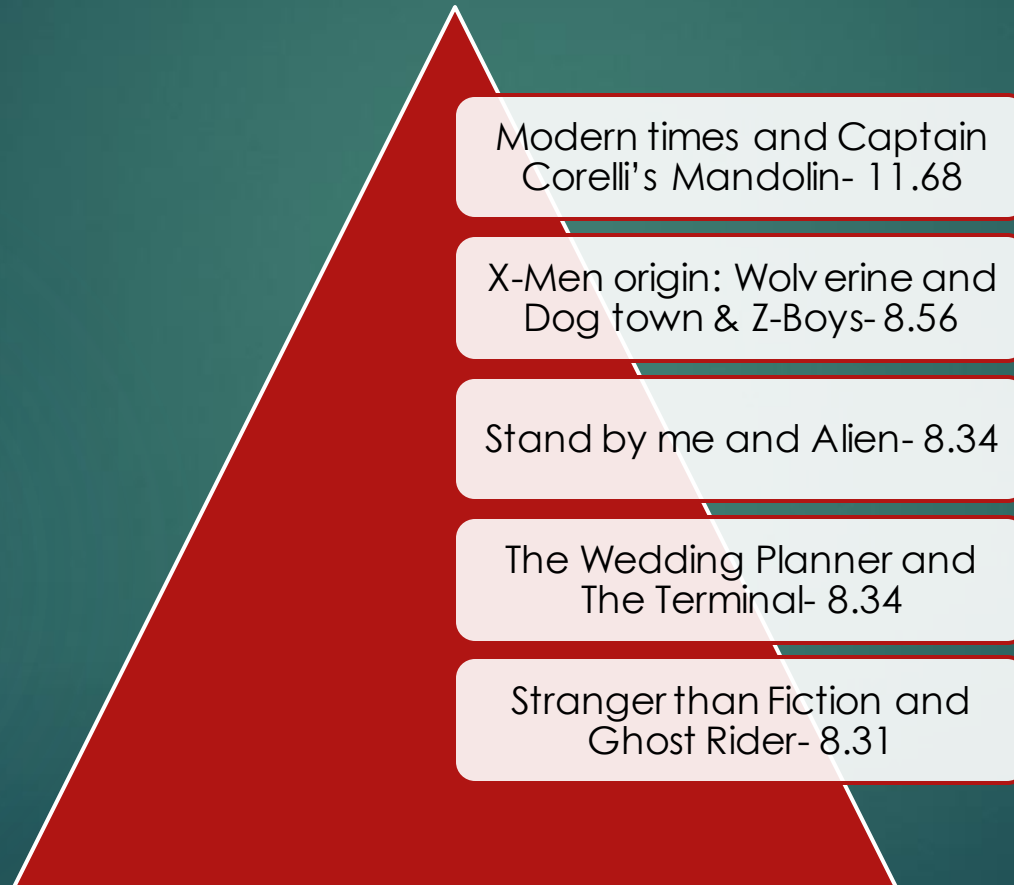 Modern times and Captain
Corelli’s Mandolin- 11.68
X-Men origin: Wolverine and
Dog town & Z-Boys- 8.56
Stand by me and Alien- 8.34
The Wedding Planner and
The Terminal- 8.34
Stranger than Fiction and
Ghost Rider- 8.31